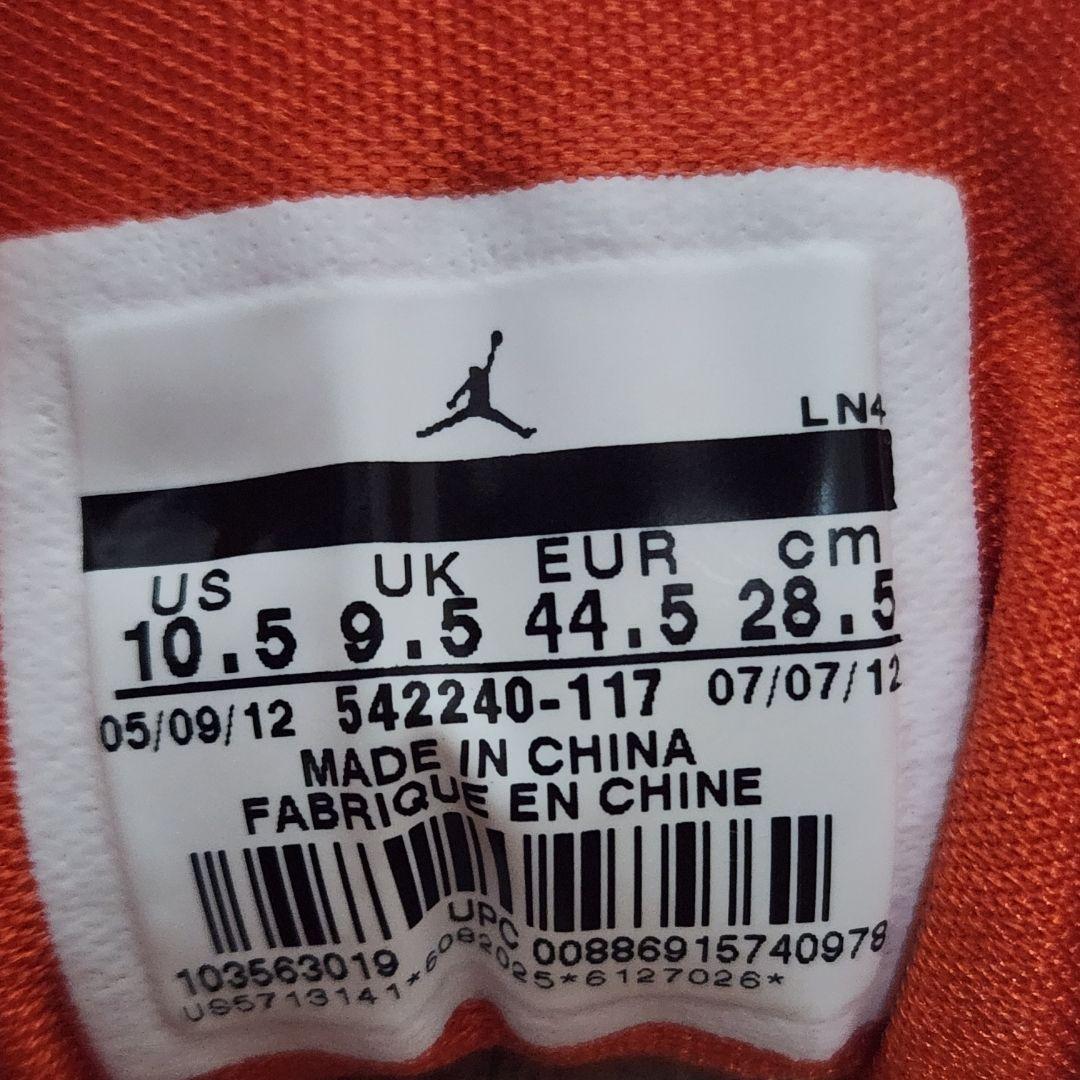 LN4
US UK EUR cm
10.5 9.5 44.5 28.5
05/09/12 542240-117 07/07/12
MADE IN CHINA
FABRIQUE EN CHINE
103563019 UPC 00886915740978
US5713141*6082025*6127026*